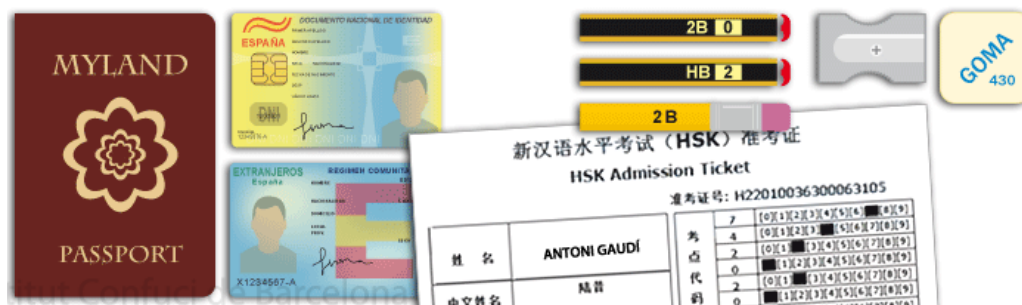 MYLAND
PASSPORT
DOCUMENTO NACIONAL DE IDENTIDAD
ESPAÑA
DNI
EXTRANJEROS
España
REGIMEN COMUNITA
X1234567-A
2B 0
HB 2
2B
GOMA
430
新汉语水平考试（HSK）准考证
HSK Admission Ticket
准考证号: H22010036300063105
姓 名
ANTONI GAUDÍ
中文姓名
陆昔
考
点
代
码
7 [0][1][2][3][4][5][6] [8][9]
4 [0][1][2][3] [5][6][7][8][9]
2 [0][1] [3][4][5][6][7][8][9]
0 [1][2][3][4][5][6][7][8][9]
2 [0][1] [3][4][5][6][7][8][9]
0 [1][2][3][4][5][6][7][8][9]
titut Confuci de Barcelona